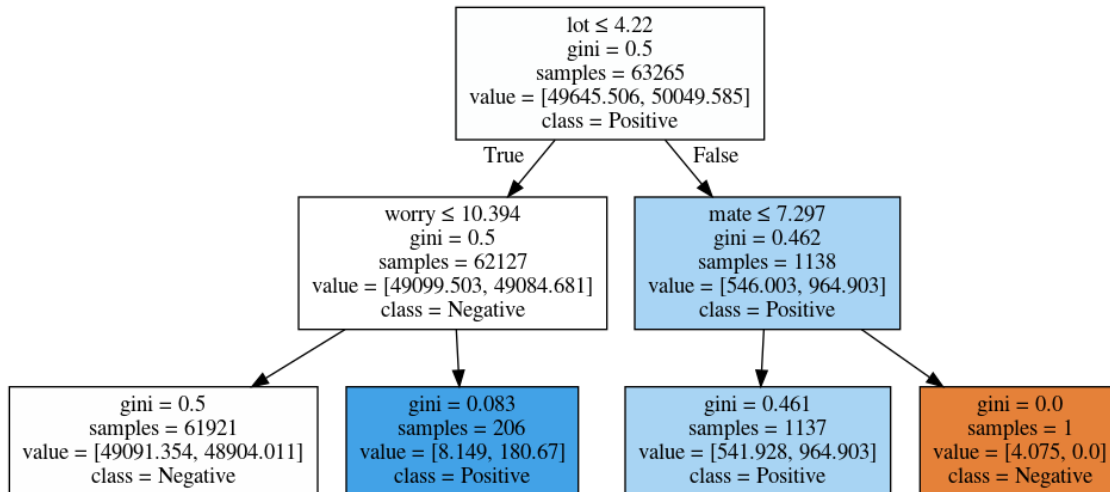 lot ≤ 4.22
gini = 0.5
samples = 63265
value = [49645.506, 50049.585]
class = Positive
True
False
worry ≤ 10.394
gini = 0.5
samples = 62127
value = [49099.503, 49084.681]
class = Negative
mate ≤ 7.297
gini = 0.462
samples = 1138
value = [546.003, 964.903]
class = Positive
gini = 0.5
samples = 61921
value = [49091.354, 48904.011]
class = Negative
gini = 0.083
samples = 206
value = [8.149, 180.67]
class = Positive
gini = 0.461
samples = 1137
value = [541.928, 964.903]
class = Positive
gini = 0.0
samples = 1
value = [4.075, 0.0]
class = Negative